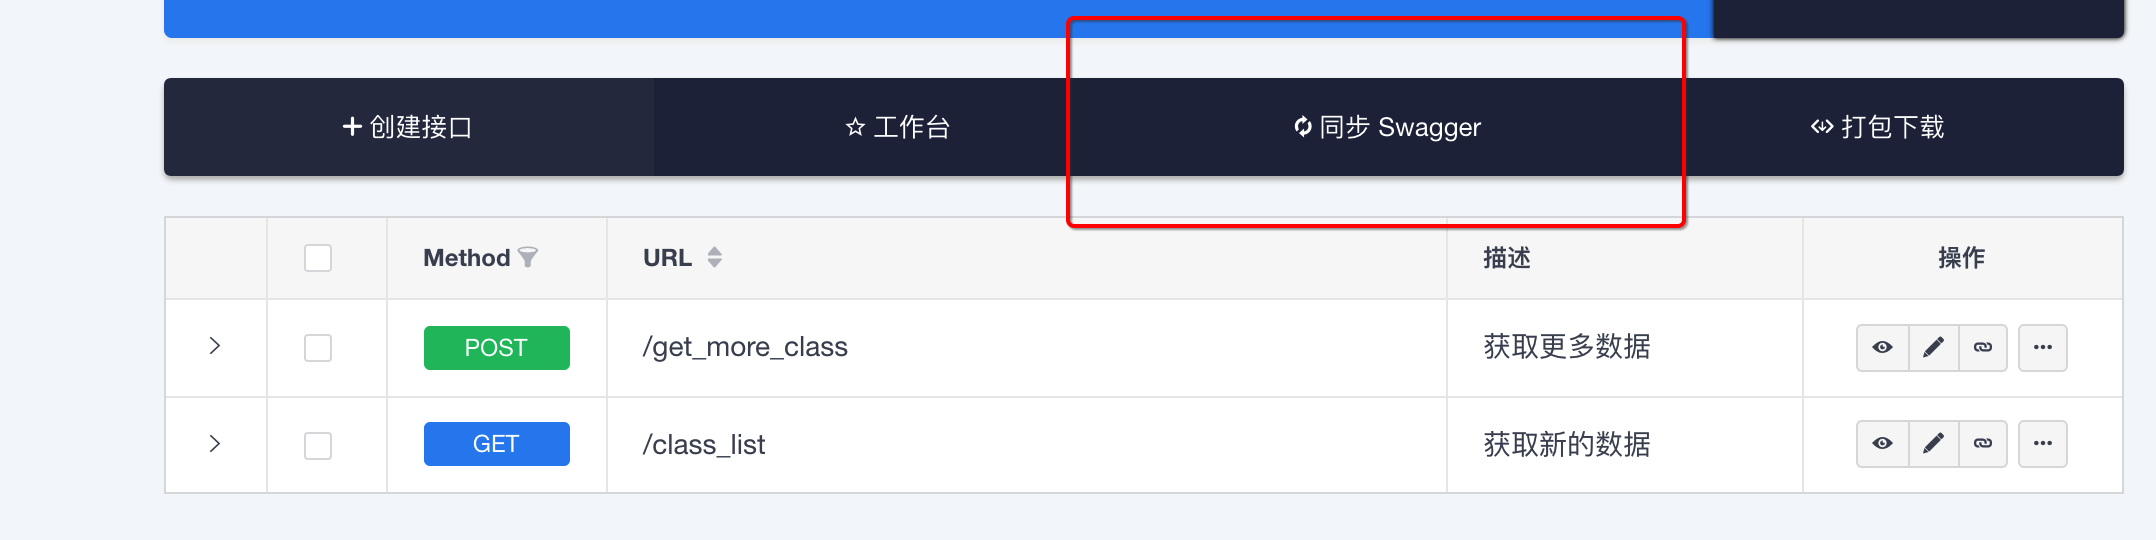 创建接口 工作台 同步 Swagger 打包下载
Method URL 描述 操作
POST /get_more_class 获取更多数据
GET /class_list 获取新的数据